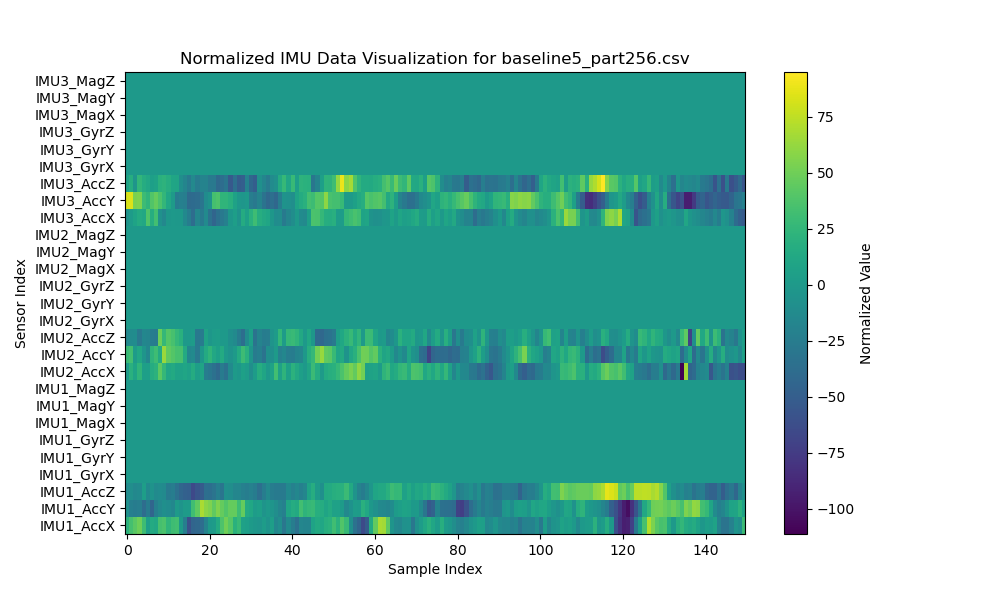 Normalized IMU Data Visualization for baseline5_part256.csv
IMU3_MagZ
IMU3_MagY
IMU3_MagX
IMU3_GyrZ
IMU3_GyrY
IMU3_GyrX
IMU3_AccZ
IMU3_AccY
IMU3_AccX
IMU2_MagZ
IMU2_MagY
IMU2_MagX
IMU2_GyrZ
IMU2_GyrY
IMU2_GyrX
IMU2_AccZ
IMU2_AccY
IMU2_AccX
IMU1_MagZ
IMU1_MagY
IMU1_MagX
IMU1_GyrZ
IMU1_GyrY
IMU1_GyrX
IMU1_AccZ
IMU1_AccY
IMU1_AccX
Sensor Index
0 20 40 60 80 100 120 140
Sample Index
75
50
25
0
−25
−50
−75
−100
Normalized Value